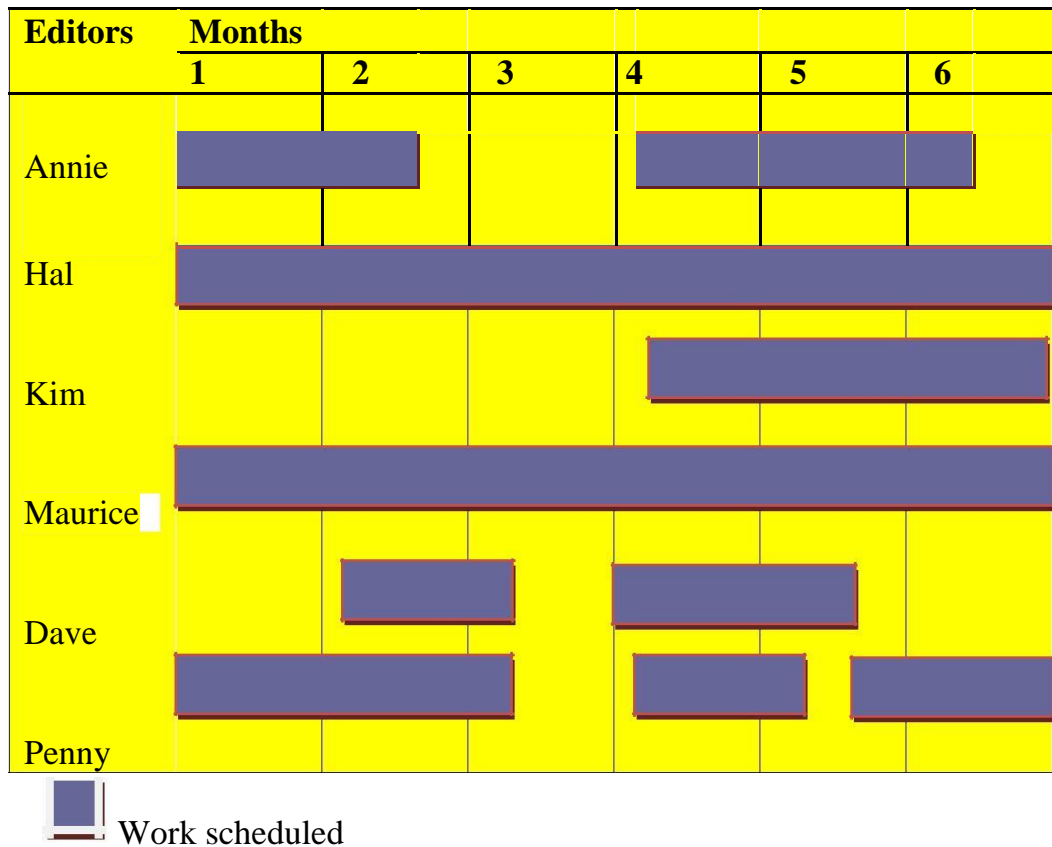 Editors Months
1 2 3 4 5 6
Annie
Hal
Kim
Maurice
Dave
Penny
Work scheduled